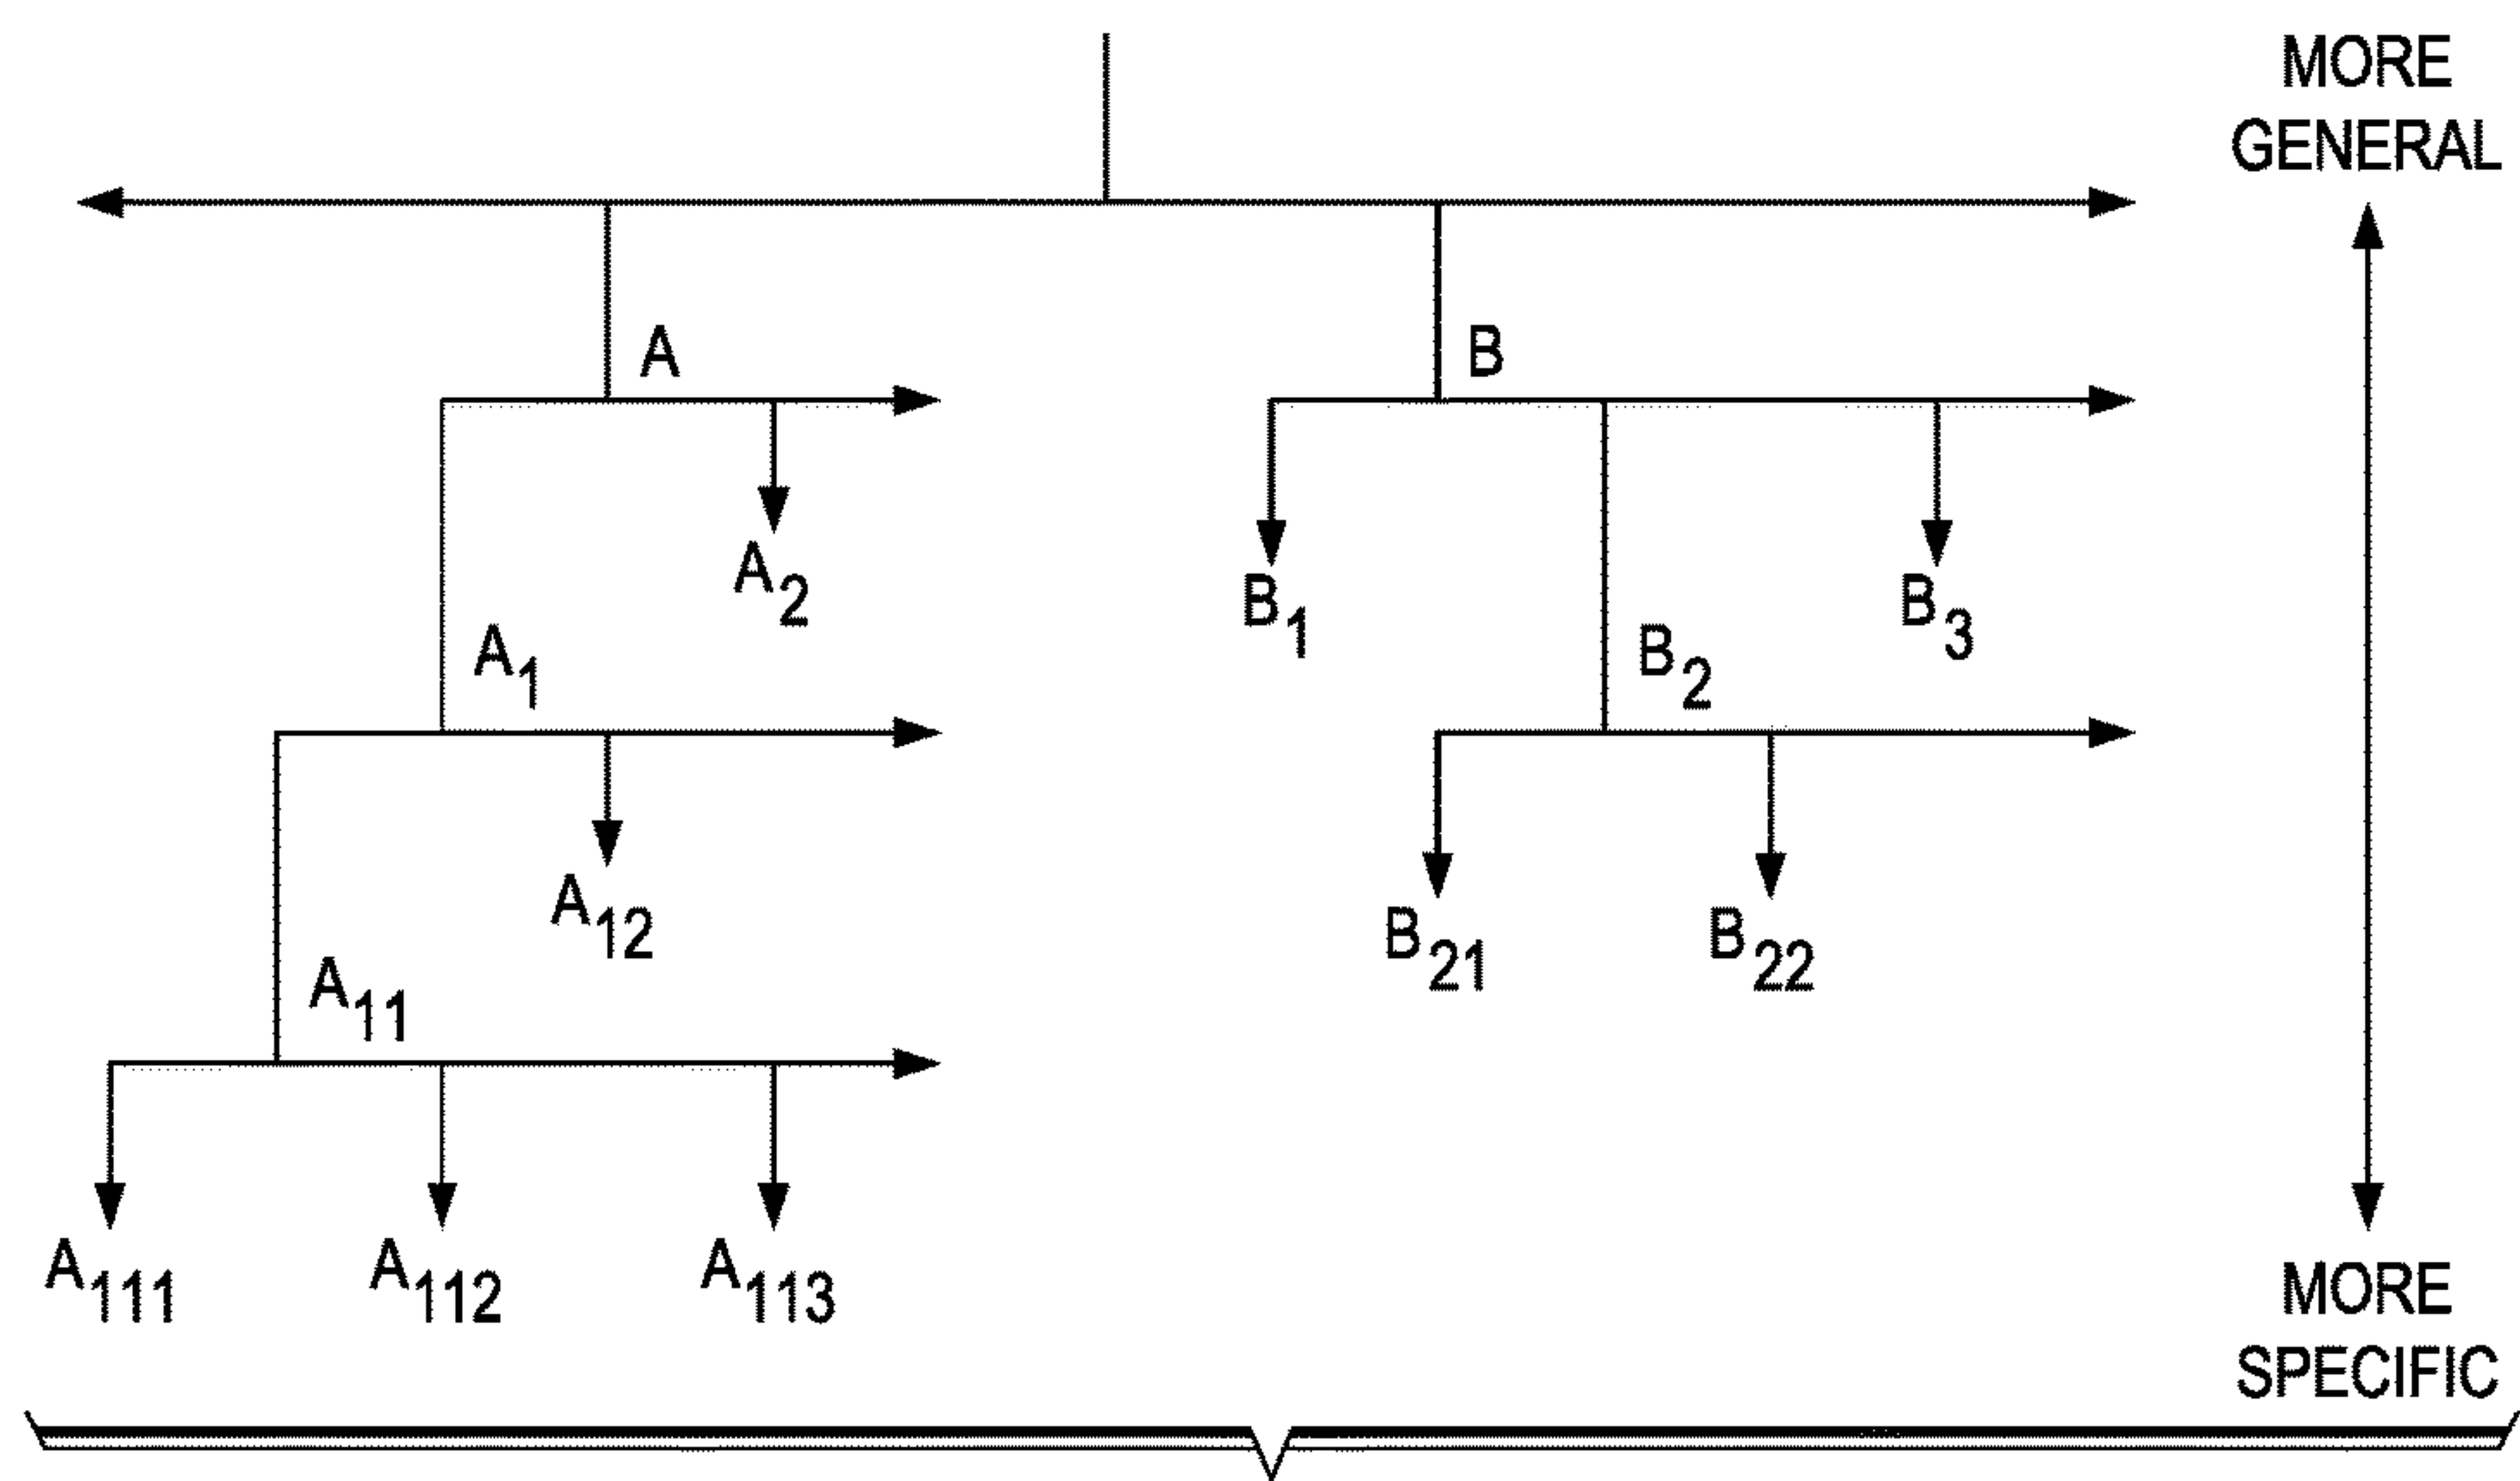 MORE
GENERAL
A
B
A2
B1
B3
A1
B2
A12
B21
B22
A11
A111
A112
A113
MORE
SPECIFIC